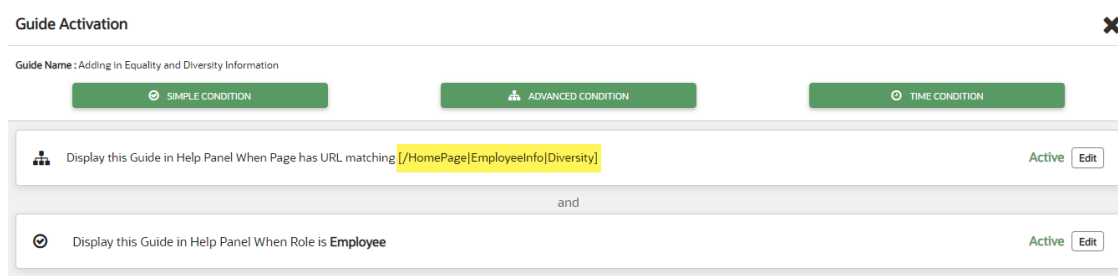 Guide Activation
Guide Name : Adding in Equality and Diversity Information
SIMPLE CONDITION
ADVANCED CONDITION
TIME CONDITION
Display this Guide in Help Panel When Page has URL matching [/HomePage|EmployeeInfo|Diversity]
Active Edit
and
Display this Guide in Help Panel When Role is Employee
Active Edit